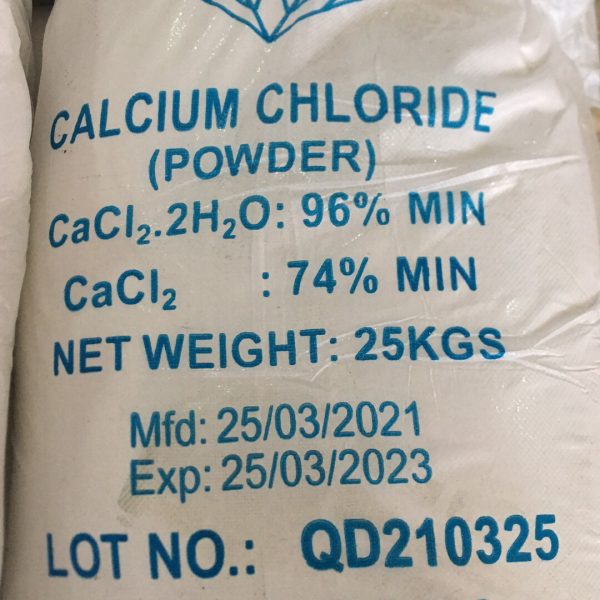 CALCIUM CHLORIDE
(POWDER)
CaCl₂.2H₂O: 96% MIN
CaCl₂ : 74% MIN
NET WEIGHT: 25KGS
Mfd: 25/03/2021
Exp: 25/03/2023
LOT NO.: QD210325